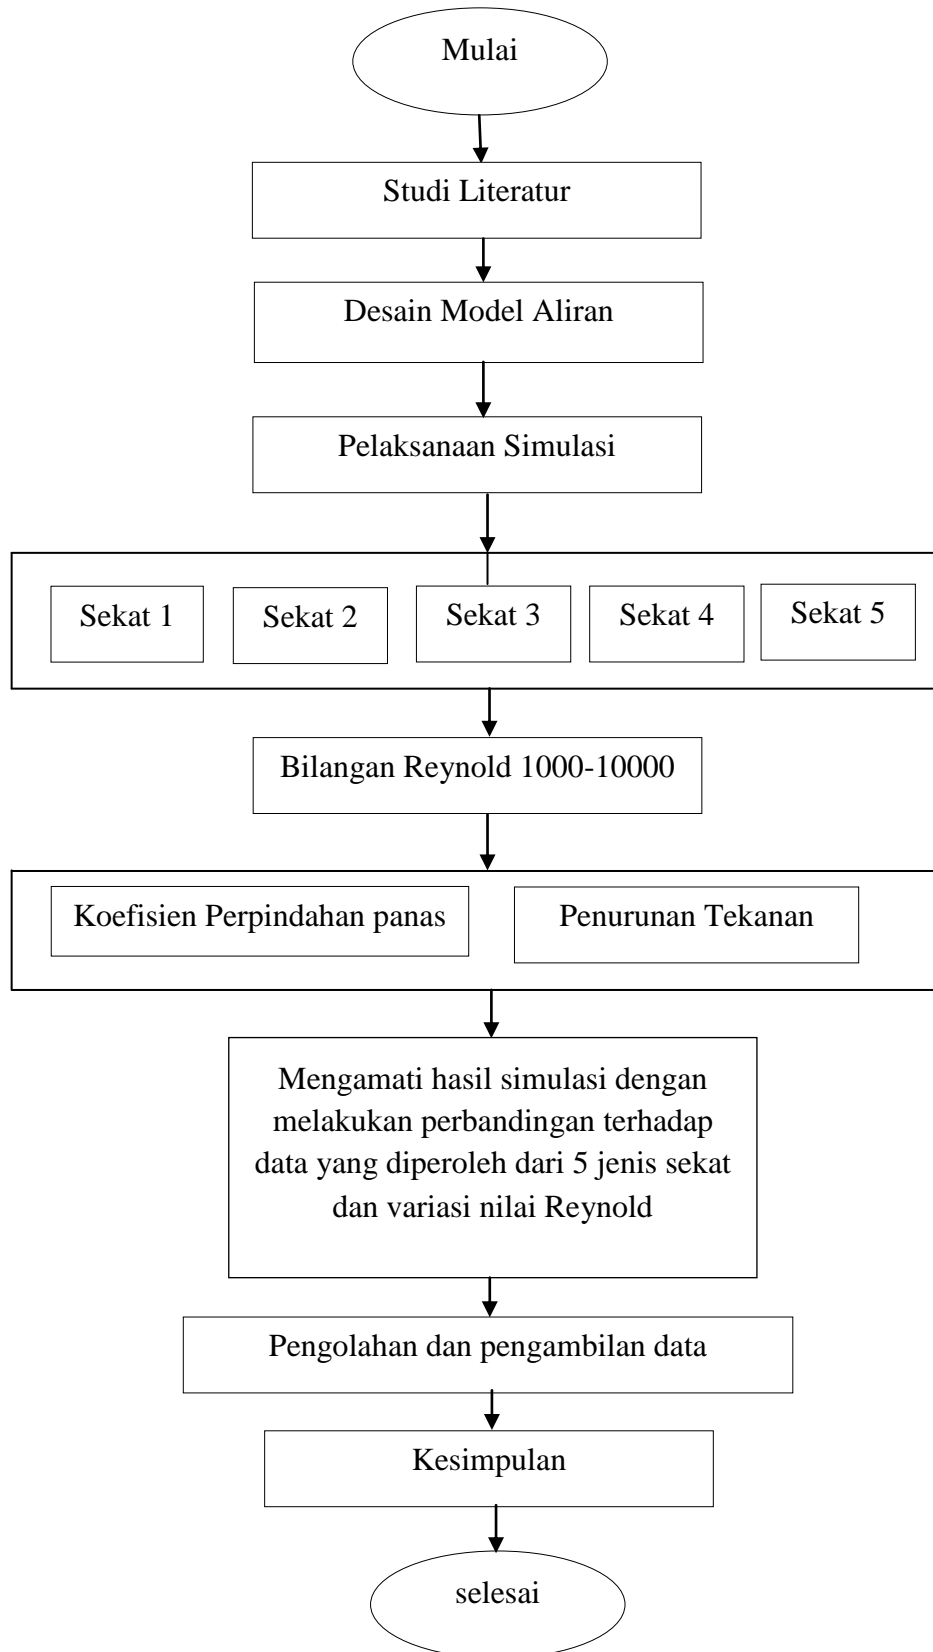 Mulai
Studi Literatur
Desain Model Aliran
Pelaksanaan Simulasi
Sekat 1
Sekat 2
Sekat 3
Sekat 4
Sekat 5
Bilangan Reynold 1000-10000
Koefisien Perpindahan panas
Penurunan Tekanan
Mengamati hasil simulasi dengan
melakukan perbandingan terhadap
data yang diperoleh dari 5 jenis sekat
dan variasi nilai Reynold
Pengolahan dan pengambilan data
Kesimpulan
selesai